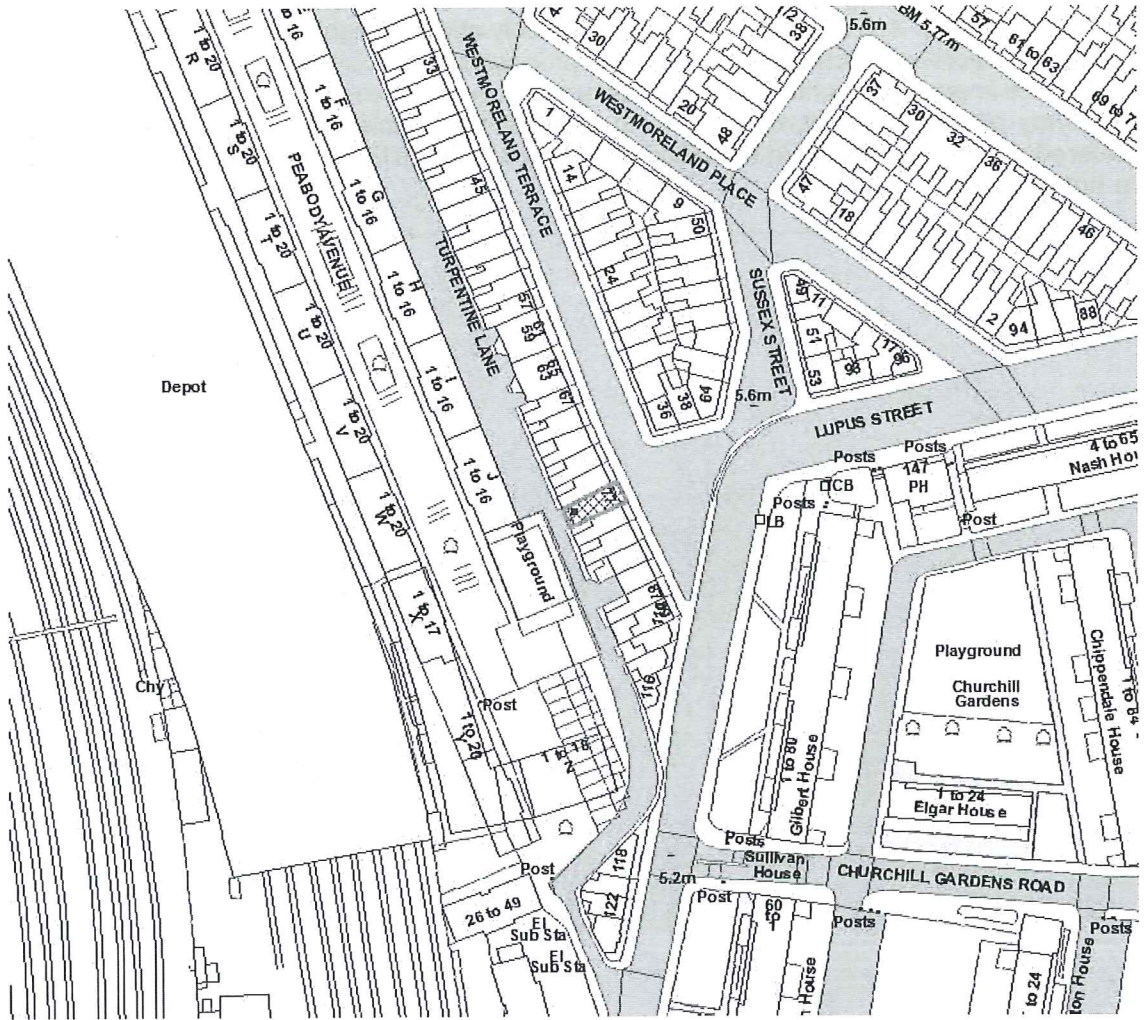 1 to 20
R
1 to 20
S
1 to 20
T
1 to 20
U
1 to 20
V
1 to 20
W
1 to 17
X
1 to 20
Y
PEABODY AVENUE
16
F
1 to 16
G
1 to 16
H
1 to 16
I
1 to 16
J
1 to 16
TURPENTINE LANE
Playground
33
45
57
59
61
63
65
67
WESTMORELAND TERRACE
WESTMORELAND PLACE
30
20
48
38
5.6m
BM 5.77m
57
61 to 63
1
14
24
9
50
36
38
64
37
30
32
36
46
47
18
2
94
88
SUSSEX STREET
49
11
51
53
93
17
96
5.6m
LUPUS STREET
Posts
Posts
TCB
Posts
LB
147
PH
Post
4 to 65
Depot
Chy
Post
1 to 18
N
87
116
118
122
Post
26 to 49
El
Sub Sta
El
Sub Sta
5.2m
1 to 80
Gilbert House
Playground
Churchill
Gardens
Chippendale House
1 to 24
Elgar House
Posts
Sullivan
House
CHURCHILL GARDENS ROAD
Post
60
Posts
Posts
House
to 24